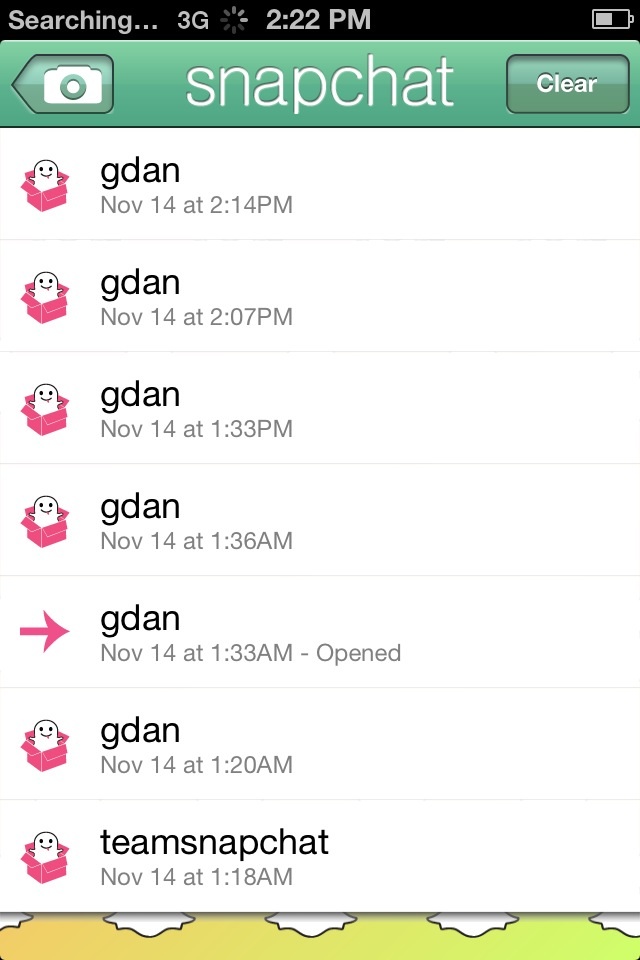 Searching... 3G 2:22 PM
snapchat Clear
gdan
Nov 14 at 2:14PM
gdan
Nov 14 at 2:07PM
gdan
Nov 14 at 1:33PM
gdan
Nov 14 at 1:36AM
gdan
Nov 14 at 1:33AM - Opened
gdan
Nov 14 at 1:20AM
teamsnapchat
Nov 14 at 1:18AM